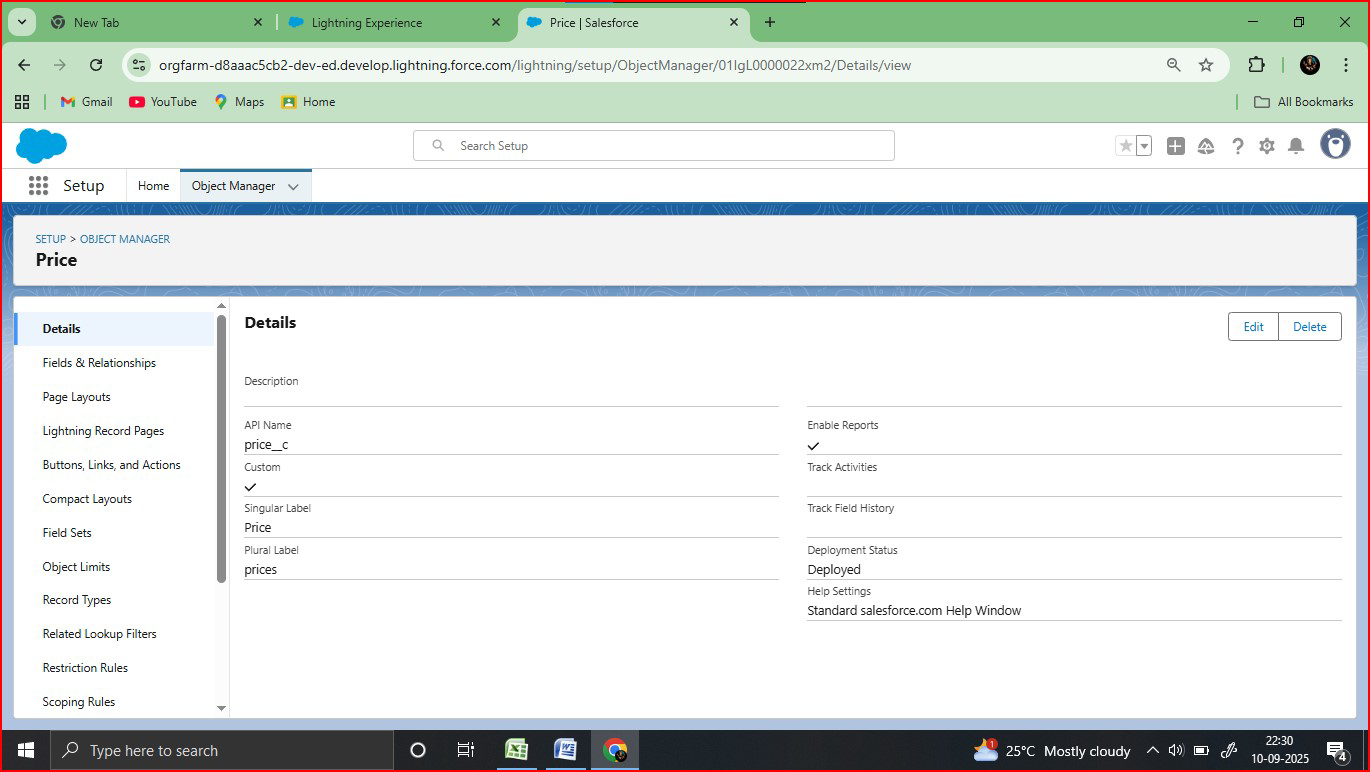 New Tab
Lightning Experience
Price | Salesforce
orgfarm-d8aaac5cb2-dev-ed.develop.lightning.force.com/lightning/setup/ObjectManager/01IgL0000022xm2/Details/view
Gmail
YouTube
Maps
Home
All Bookmarks
Search Setup
Setup
Home
Object Manager
SETUP > OBJECT MANAGER
Price
Details
Fields & Relationships
Page Layouts
Lightning Record Pages
Buttons, Links, and Actions
Compact Layouts
Field Sets
Object Limits
Record Types
Related Lookup Filters
Restriction Rules
Scoping Rules
Details
Edit
Delete
Description
API Name
price__c
Custom
Singular Label
Price
Plural Label
prices
Enable Reports
Track Activities
Track Field History
Deployment Status
Deployed
Help Settings
Standard salesforce.com Help Window
Type here to search
1
25°C Mostly cloudy
22:30
10-09-2025
4